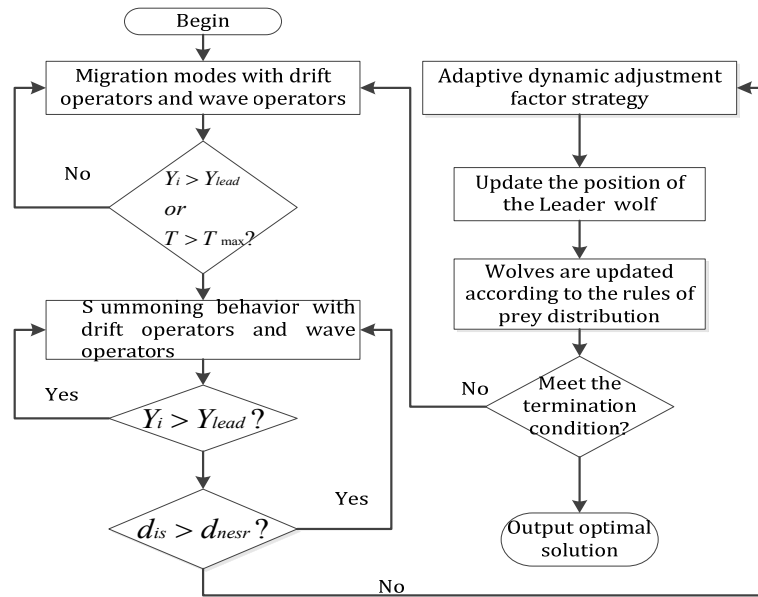 Begin
Migration modes with drift
operators and wave operators
No
Yi > Ylead
or
T > T max?
S ummoning behavior with
drift operators and wave
operators
Yes
Yi > Ylead ?
Yes
dis > dnesr ?
No
Adaptive dynamic adjustment
factor strategy
Update the position of
the Leader wolf
Wolves are updated
according to the rules of
prey distribution
No
Meet the
termination
condition?
Output optimal
solution